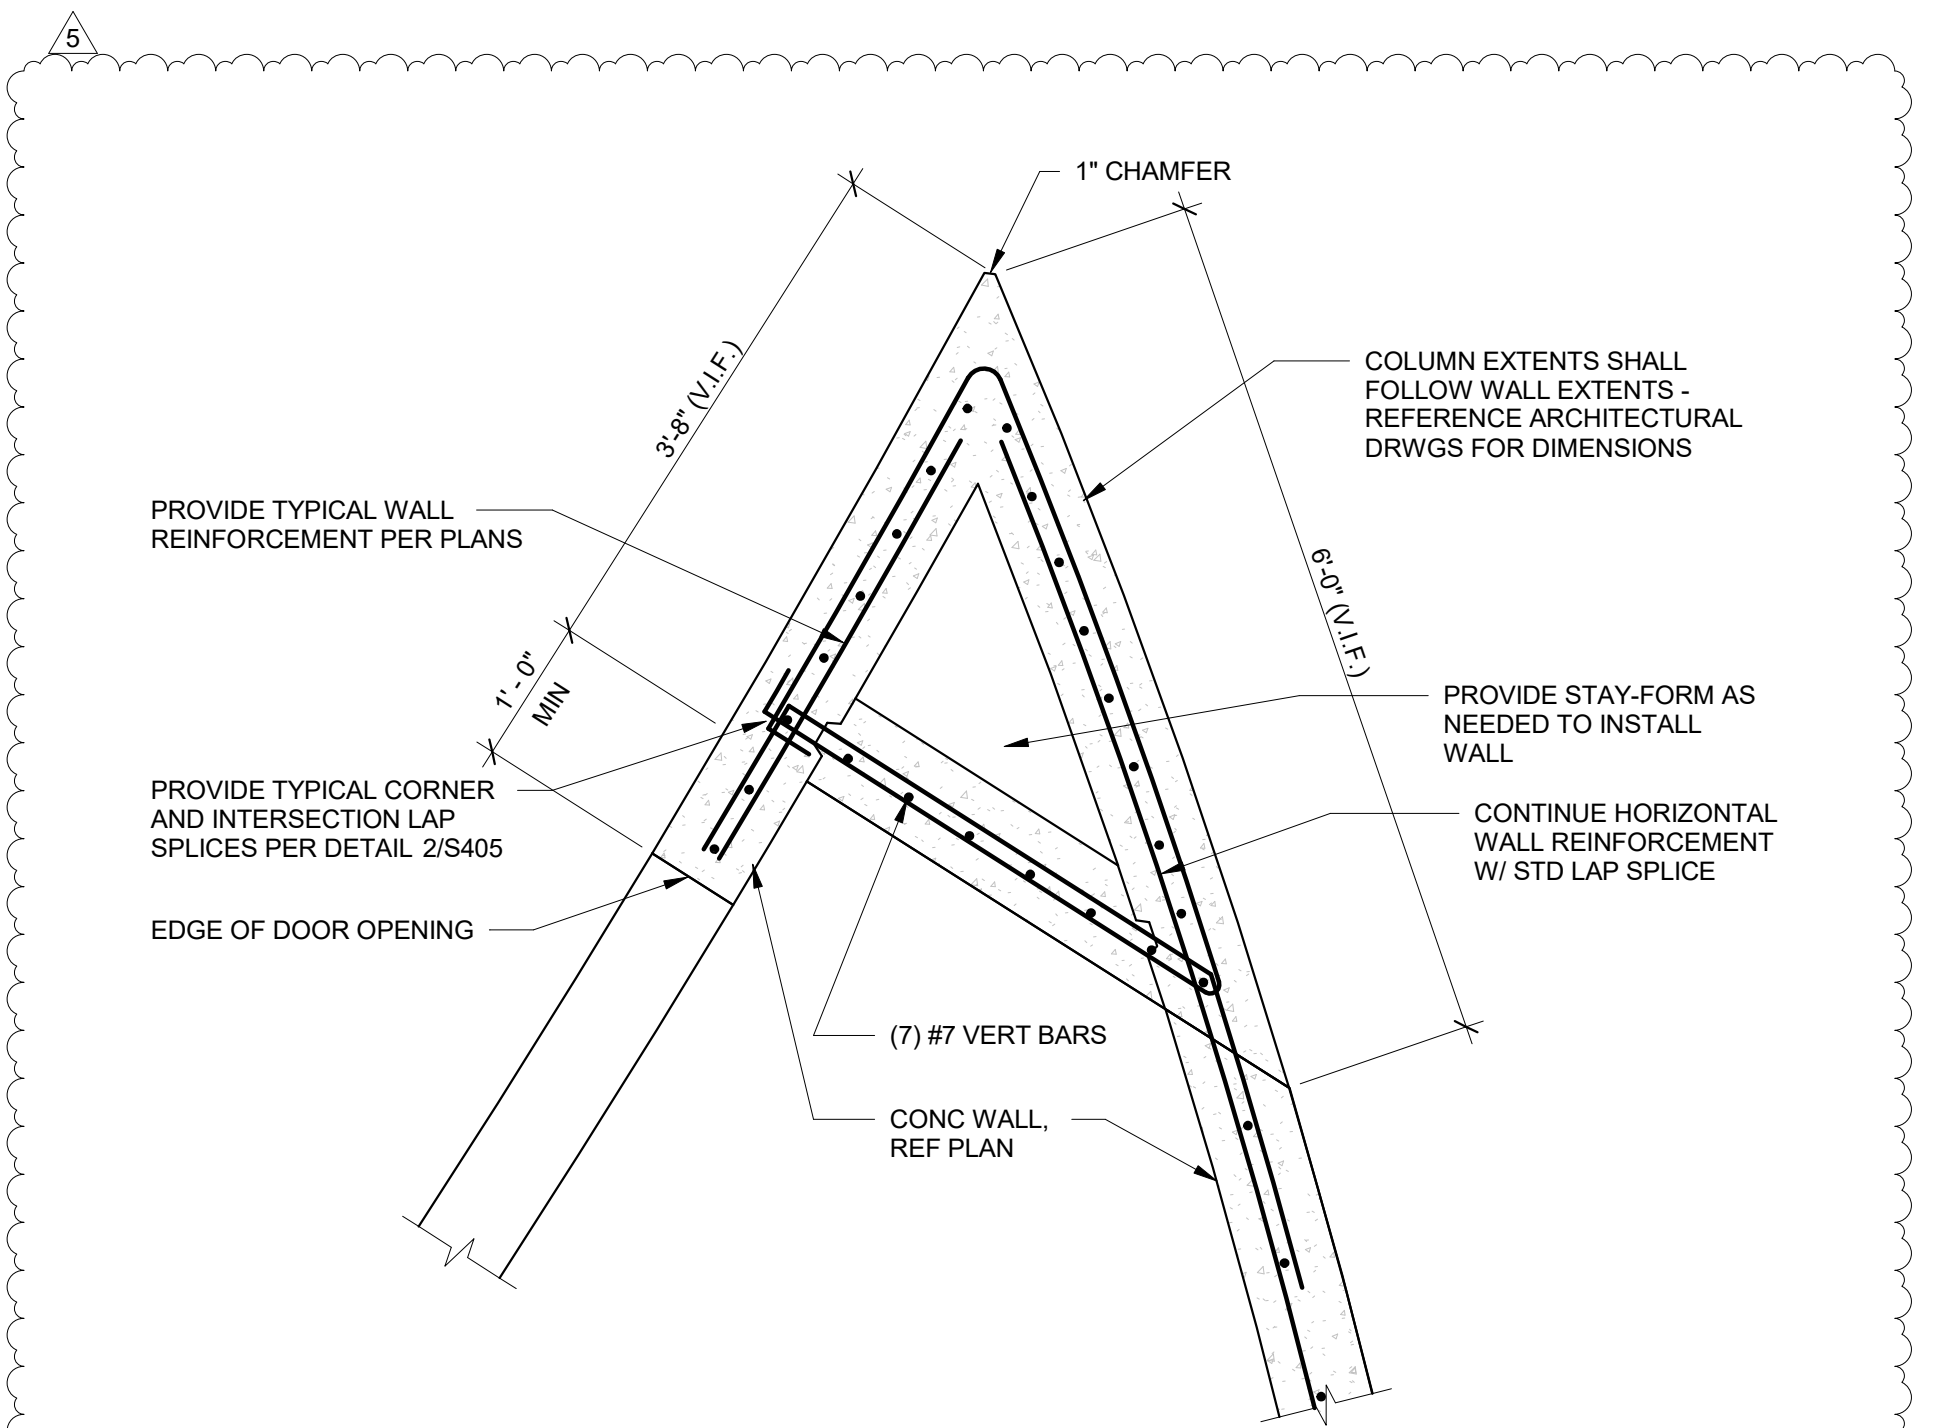 5
1" CHAMFER
3'-8" (V.I.F.)
COLUMN EXTENTS SHALL
FOLLOW WALL EXTENTS -
REFERENCE ARCHITECTURAL
DRWGS FOR DIMENSIONS
PROVIDE TYPICAL WALL
REINFORCEMENT PER PLANS
6'-0" (V.I.F.)
1' - 0"
MIN
PROVIDE STAY-FORM AS
NEEDED TO INSTALL
WALL
PROVIDE TYPICAL CORNER
AND INTERSECTION LAP
SPLICES PER DETAIL 2/S405
CONTINUE HORIZONTAL
WALL REINFORCEMENT
W/ STD LAP SPLICE
EDGE OF DOOR OPENING
(7) #7 VERT BARS
CONC WALL,
REF PLAN